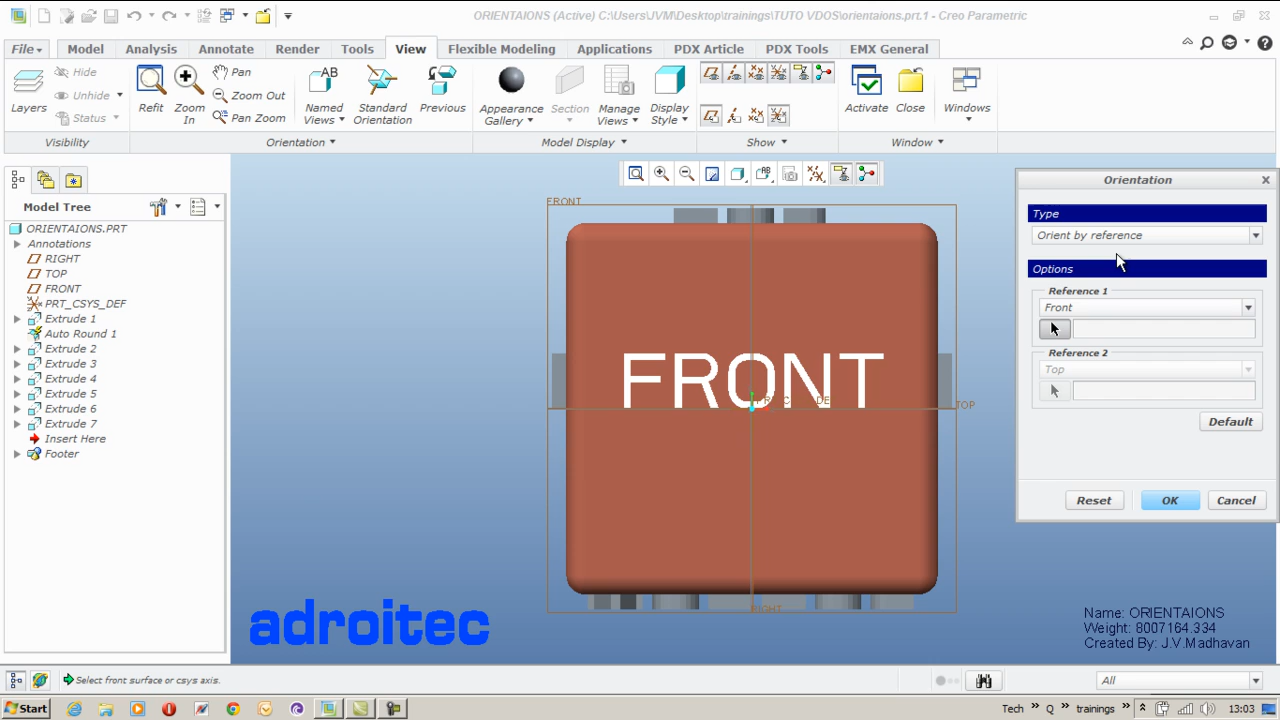 ORIENTAIONS (Active) C:\Users\JVM\Desktop\trainings\TUTO VDOS\orientaions.prt.1 - Creo Parametric
File Model Analysis Annotate Render Tools View Flexible Modeling Applications PDX Article PDX Tools EMX General
Layers Hide Unhide Status Refit Zoom In Pan Zoom Out Pan Zoom Named Views Standard Orientation Previous Appearance Gallery Section Manage Views Display Style Activate Close Windows
Visibility Orientation Model Display Show Window
Model Tree
ORIENTAIONS.PRT
Annotations
RIGHT
TOP
FRONT
PRT_CSYS_DEF
Extrude 1
Auto Round 1
Extrude 2
Extrude 3
Extrude 4
Extrude 5
Extrude 6
Extrude 7
Insert Here
Footer
FRONT
FRONT
TOP
RIGHT
adroitec
Orientation
Type
Orient by reference
Options
Reference 1
Front
Reference 2
Top
Default
Reset OK Cancel
Name: ORIENTAIONS
Weight: 8007164.334
Created By: J.V.Madhavan
Select front surface or csys axis.
All
Start Tech Q trainings 13:03